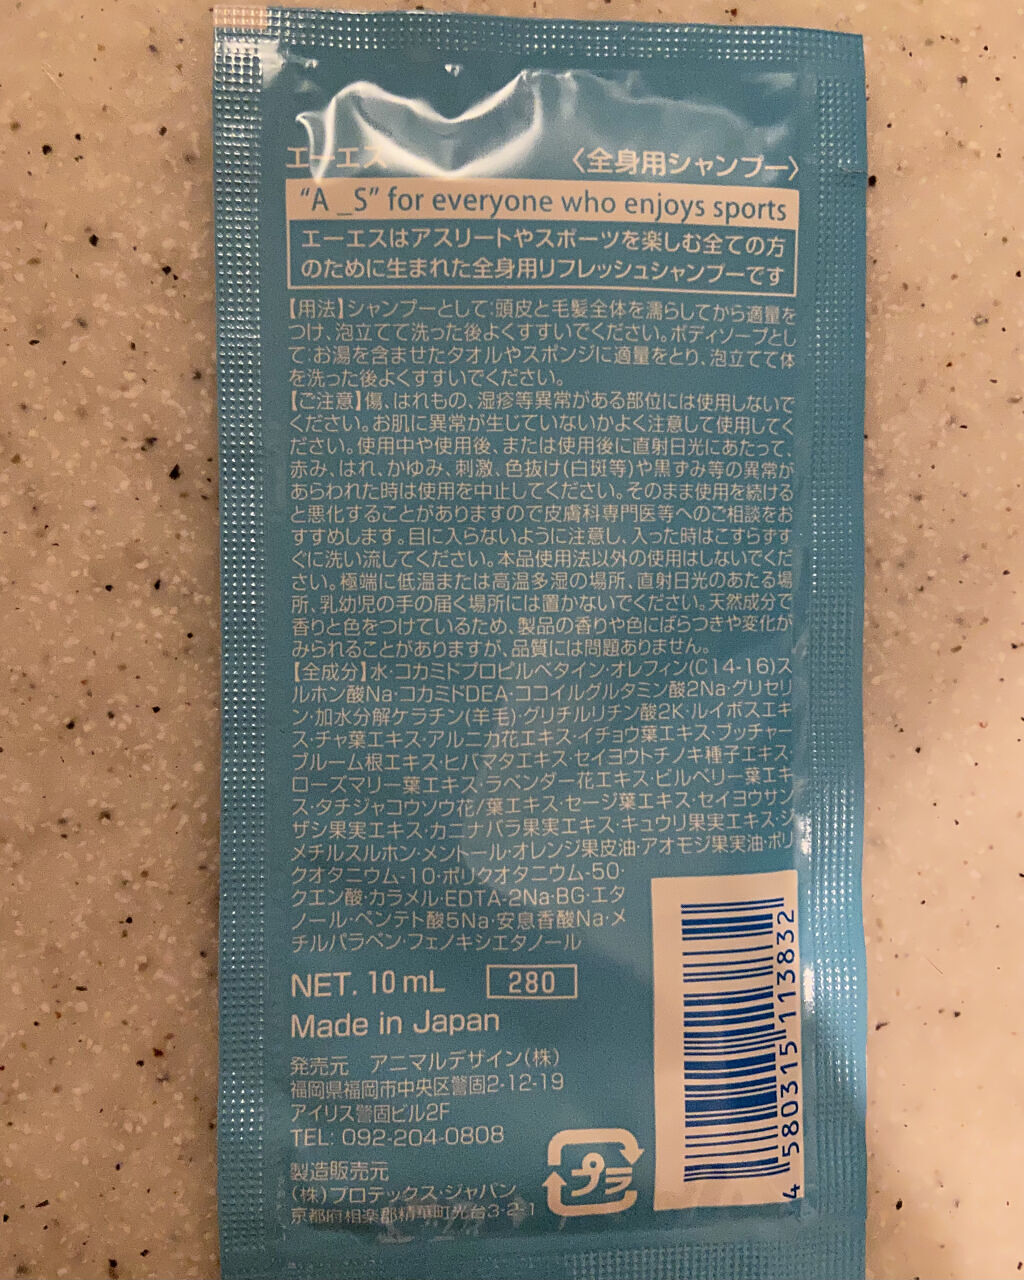 エーエス 〈全身用シャンプー〉
“A _S” for everyone who enjoys sports
エーエスはアスリートやスポーツを楽しむ全ての方
のために生まれた全身用リフレッシュシャンプーです
【用法】シャンプーとして:頭皮と毛髪全体を濡らしてから適量を
つけ、泡立てて洗った後よくすすいでください。ボディソープとし
て:お湯を含ませたタオルやスポンジに適量をとり、泡立てて体
を洗った後よくすすいでください。
【ご注意】傷、はれもの、湿疹等異常がある部位には使用しないで
ください。お肌に異常が生じていないかよく注意して使用してく
ださい。使用中や使用後、または使用後に直射日光にあたって、
赤み、はれ、かゆみ、刺激、色抜け(白斑等)や黒ずみ等の異常が
あらわれた時は使用を中止してください。そのまま使用を続ける
と悪化することがありますので皮膚科専門医等へのご相談をお
すすめします。目に入らないように注意し、入った時はこすらずす
ぐに洗い流してください。本品使用法以外の使用はしないでくだ
さい。極端に低温または高温多湿の場所、直射日光のあたる場
所、乳幼児の手の届く場所には置かないでください。天然成分で
香りと色をつけているため、製品の香りや色にばらつきや変化が
みられることがありますが、品質には問題ありません。
【全成分】水・コカミドプロピルベタイン・オレフィン(C14-16)ス
ルホン酸Na・コカミドDEA・ココイルグルタミン酸2Na・グリセリ
ン・加水分解ケラチン(羊毛)・グリチルリチン酸2K・ルイボスエキ
ス・チャ葉エキス・アルニカ花エキス・イチョウ葉エキス・ブッチャー
ブルーム根エキス・ヒバマタエキス・セイヨウトチノキ種子エキス・
ローズマリー葉エキス・ラベンダー花エキス・ビルベリー葉エキ
ス・タチジャコウソウ花/葉エキス・セージ葉エキス・セイヨウサン
ザシ果実エキス・カニナバラ果実エキス・キュウリ果実エキス・ジ
メチルスルホン・メントール・オレンジ果皮油・アオモジ果実油・ポリ
クオタニウム-10・ポリクオタニウム-50・
クエン酸・カラメル・EDTA-2Na・BG・エタ
ノール・ペンテト酸5Na・安息香酸Na・メ
チルパラベン・フェノキシエタノール
NET. 10 mL 280
Made in Japan
発売元 アニマルデザイン(株)
福岡県福岡市中央区警固2-12-19
アイリス警固ビル2F
TEL: 092-204-0808
製造販売元
(株)プロテックス・ジャパン
京都府相楽郡精華町光台3-2-1
プラ
4 580315 113832